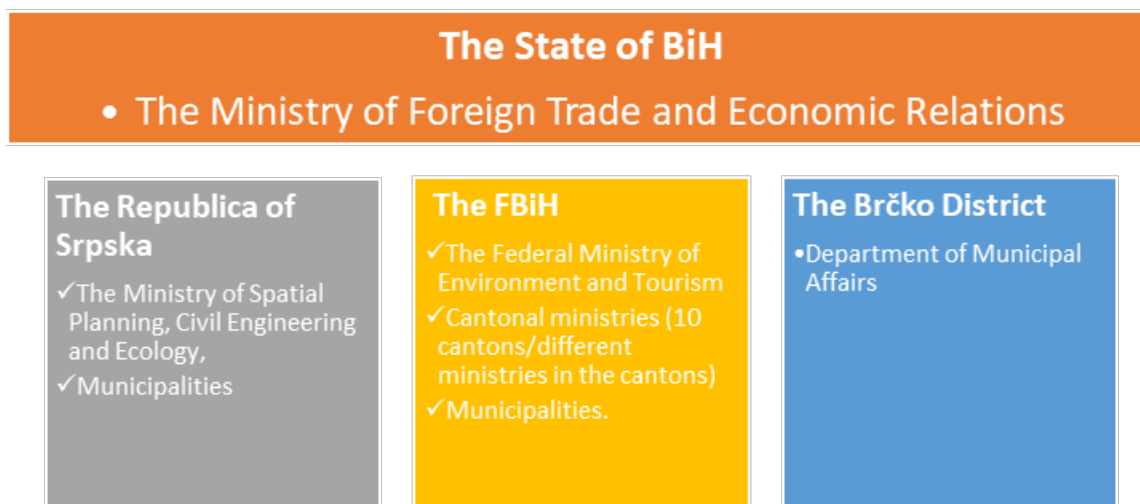 The State of BiH
• The Ministry of Foreign Trade and Economic Relations
The Republica of
Srpska
✓The Ministry of Spatial
Planning, Civil Engineering
and Ecology,
✓Municipalities
The FBiH
✓The Federal Ministry of
Environment and Tourism
✓Cantonal ministries (10
cantons/different
ministries in the cantons)
✓Municipalities.
The Brčko District
•Department of Municipal
Affairs